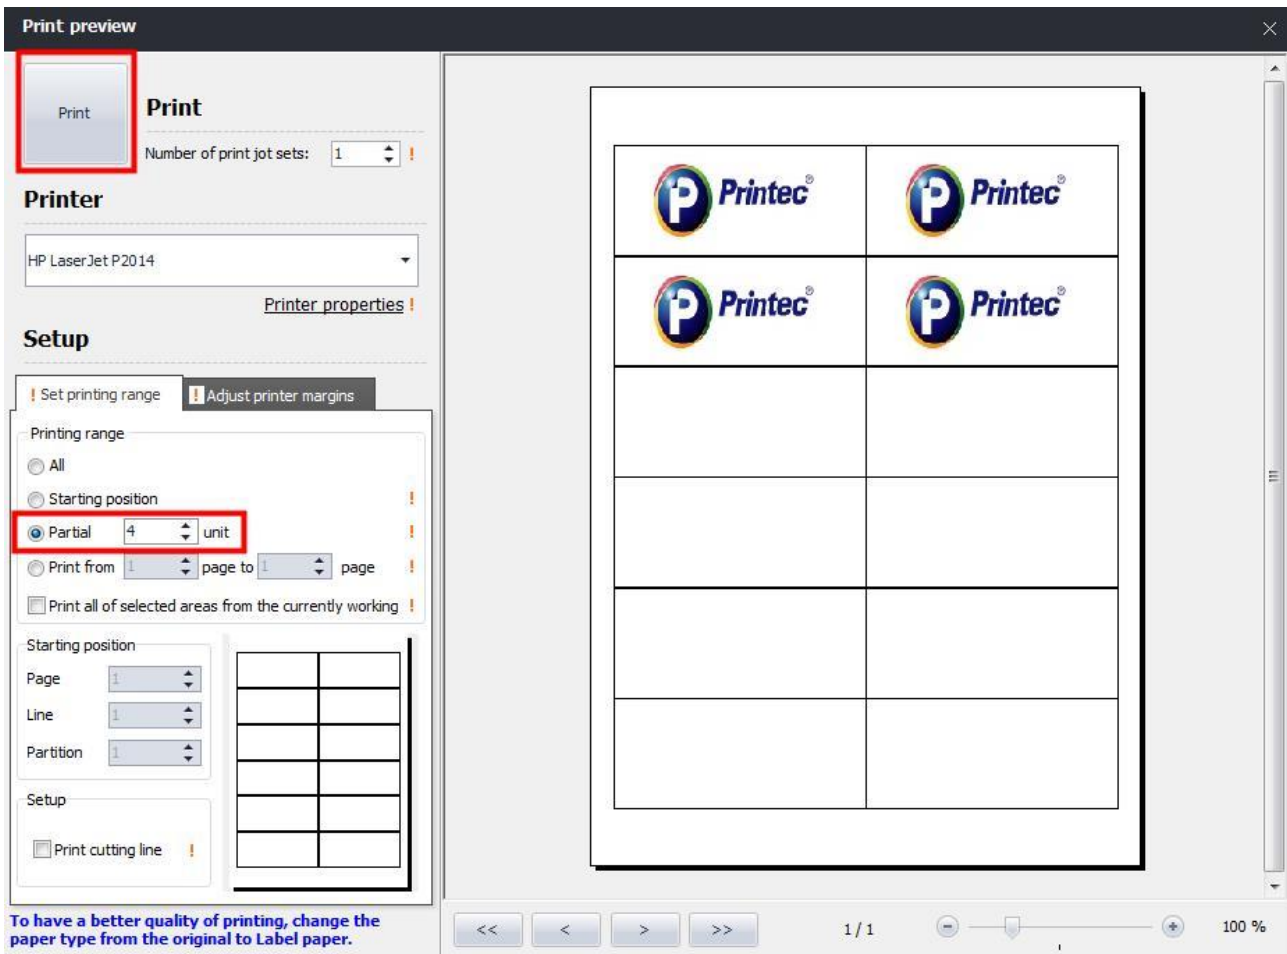 Print preview
Print
Print
Number of print jot sets: 1 !
Printer
HP LaserJet P2014
Printer properties !
Setup
! Set printing range
! Adjust printer margins
Printing range
All
Starting position !
Partial 4 unit !
Print from 1 page to 1 page !
Print all of selected areas from the currently working !
Starting position
Page 1
Line 1
Partition 1
Setup
Print cutting line !
To have a better quality of printing, change the
paper type from the original to Label paper.
P Printec® P Printec®
P Printec® P Printec®
<< < > >> 1 / 1 - + 100 %